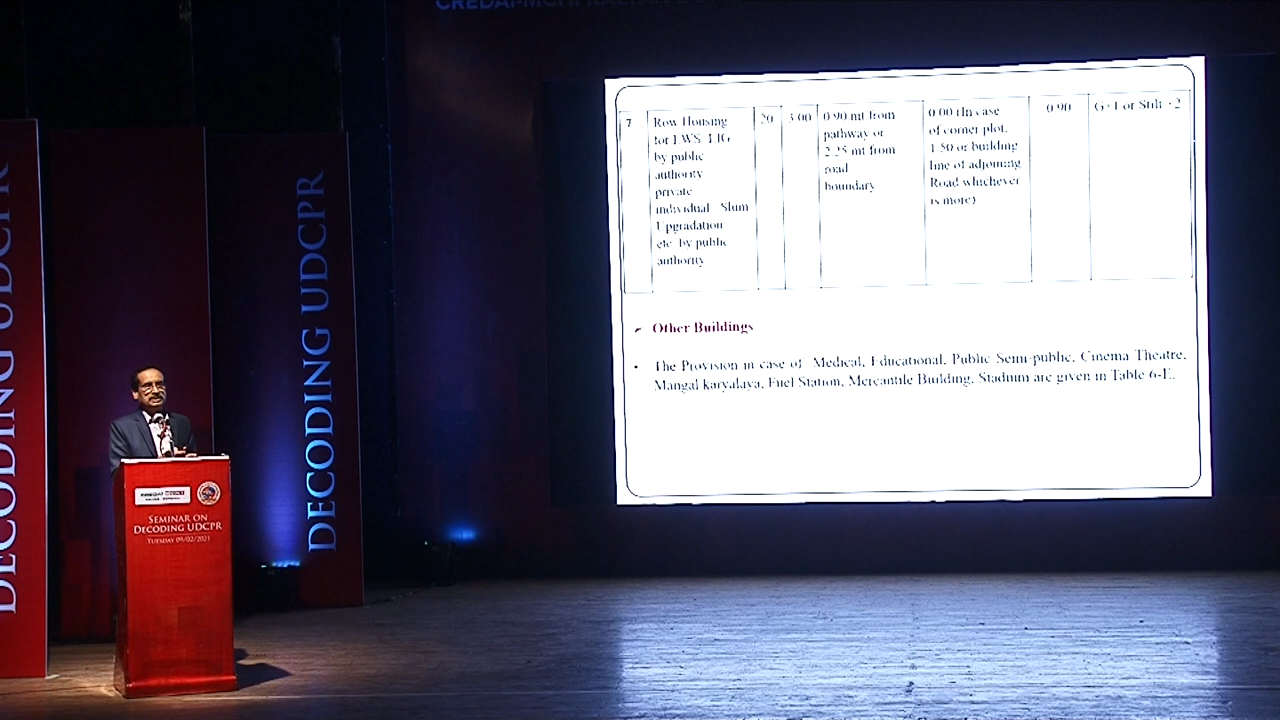 CREDAI-MCHI KALYAN
DECODING UDCPR
DECODING UDCPR
7
Row Housing
for EWS LIG
by public
authority
private
individual Slum
Upgradation
etc by public
authority
20
3.00
0.90 mt from
pathway or
2.25 mt from
road
boundary
0.00 (In case
of corner plot,
1.50 or building
line of adjoining
Road whichever
is more)
0.90
G+1 or Stilt +2
Other Buildings
• The Provision in case of Medical, Educational, Public Semi-public, Cinema Theatre,
Mangal karyalaya, Fuel Station, Mercantile Building, Stadium are given in Table 6-E.
SEMINAR ON
DECODING UDCPR
TUESDAY 09/02/2021